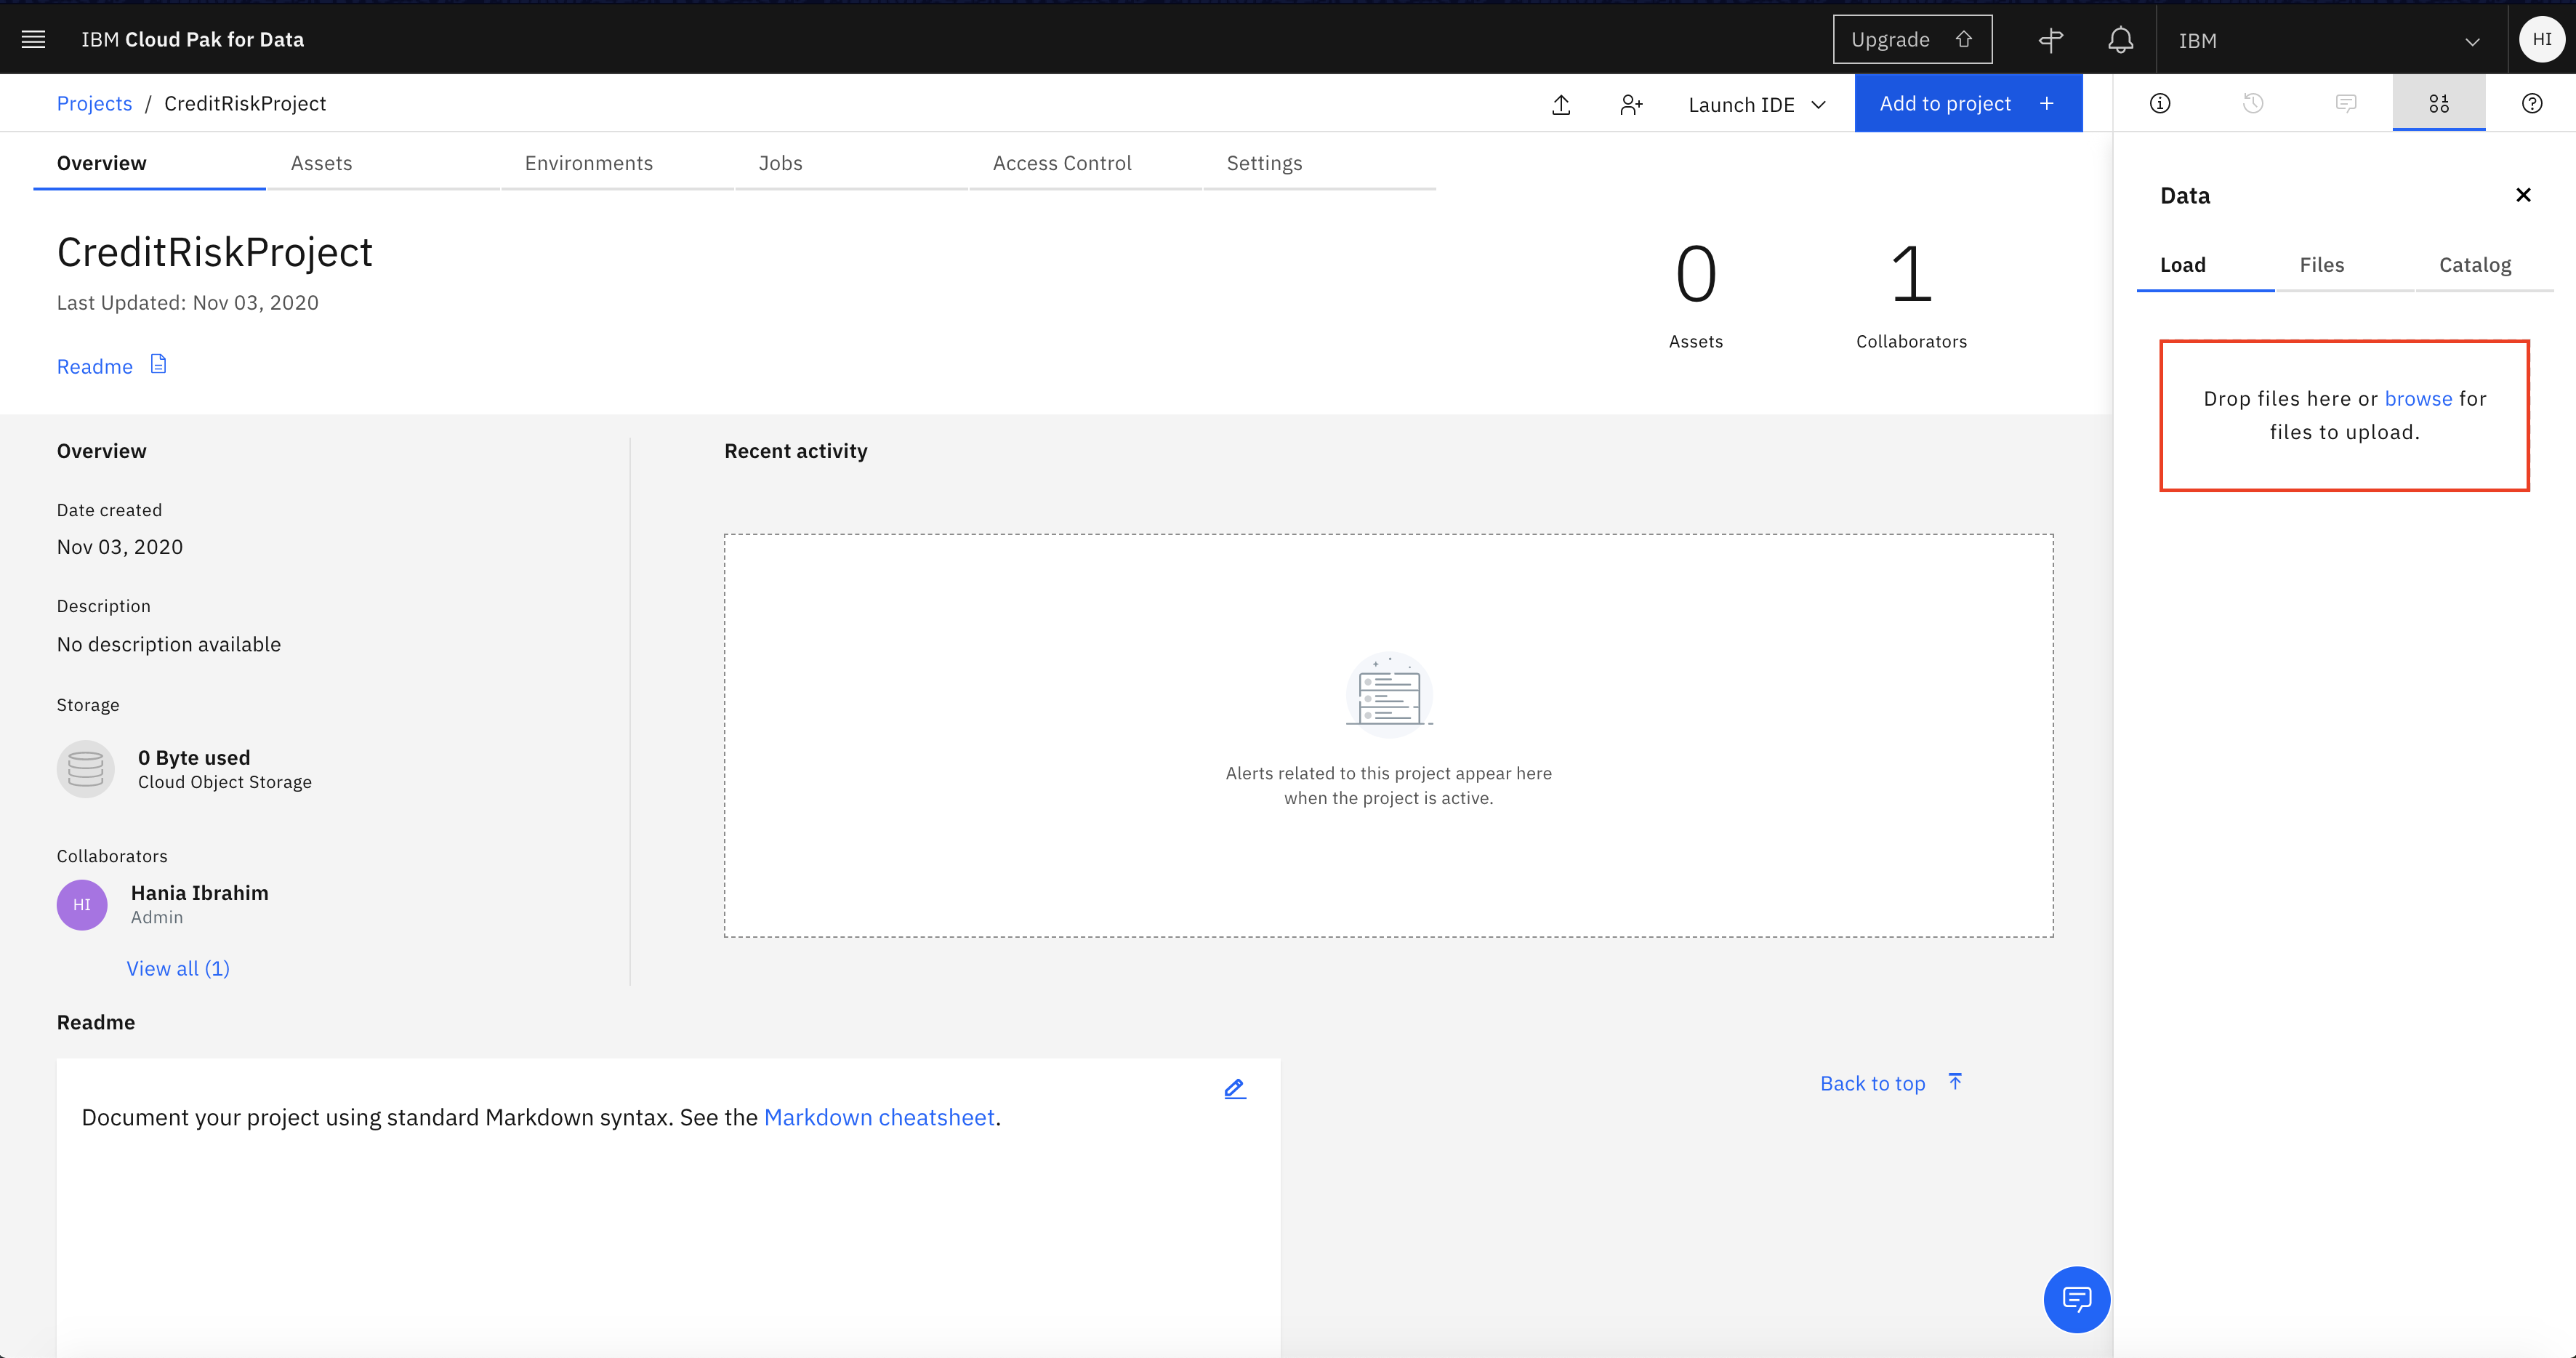 IBM Cloud Pak for Data
Upgrade
IBM
HI
Projects / CreditRiskProject
Launch IDE
Add to project +
Overview
Assets
Environments
Jobs
Access Control
Settings
CreditRiskProject
Last Updated: Nov 03, 2020
Readme
0
Assets
1
Collaborators
Overview
Date created
Nov 03, 2020
Description
No description available
Storage
0 Byte used
Cloud Object Storage
Collaborators
HI
Hania Ibrahim
Admin
View all (1)
Recent activity
Alerts related to this project appear here
when the project is active.
Readme
Document your project using standard Markdown syntax. See the Markdown cheatsheet.
Back to top
Data
Load
Files
Catalog
Drop files here or browse for
files to upload.